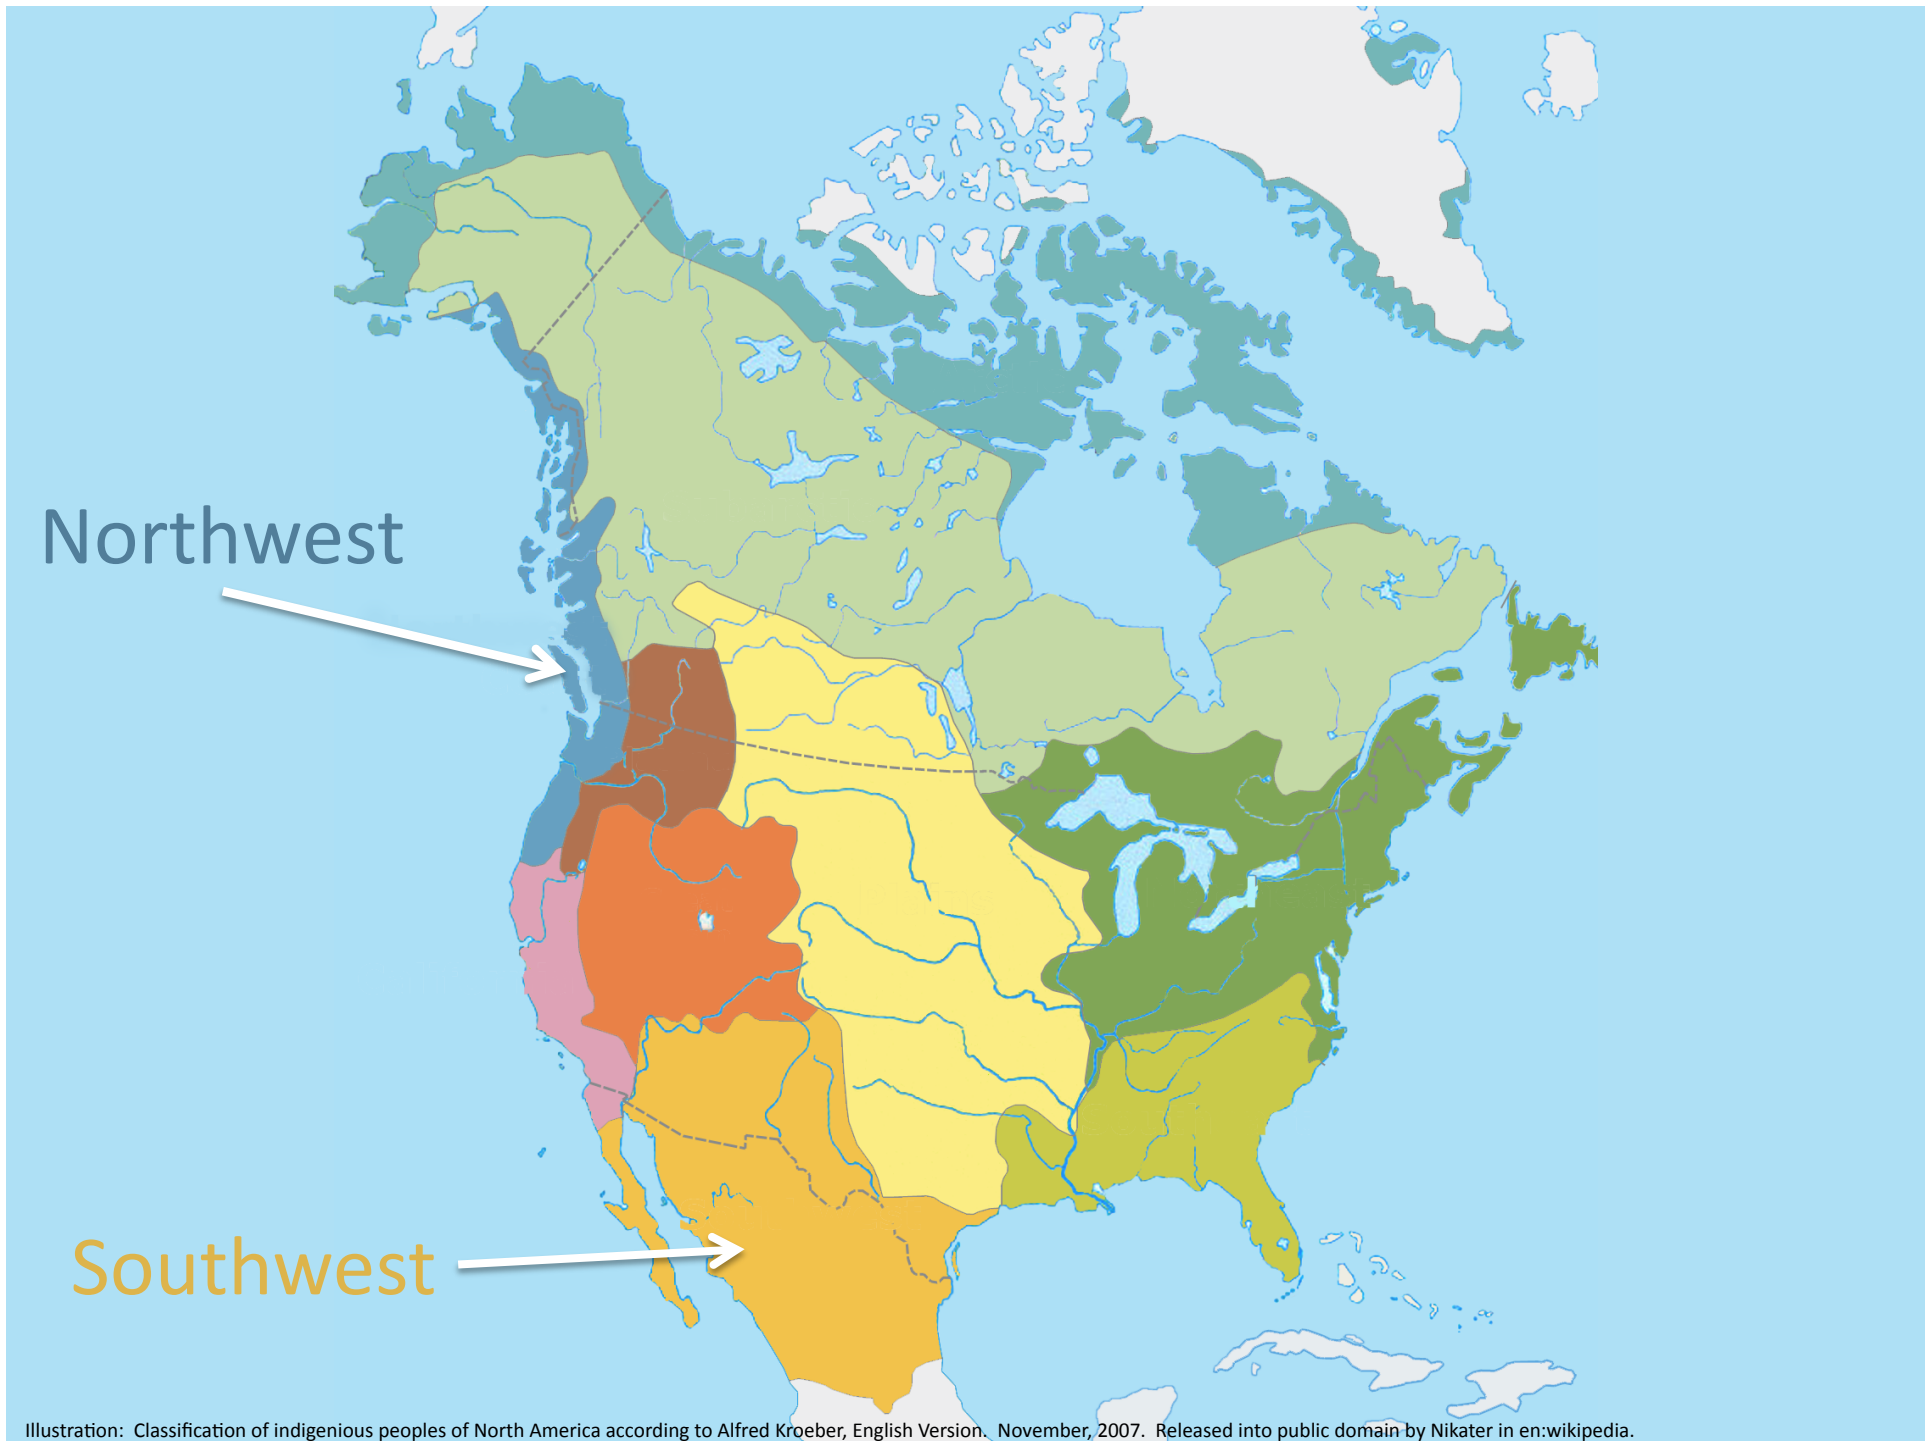 Northwest
Southwest
Illustration:  Classification of indigenious peoples of North America according to Alfred Kroeber, English Version.  November, 2007.  Released into public domain by Nikater in en:wikipedia.